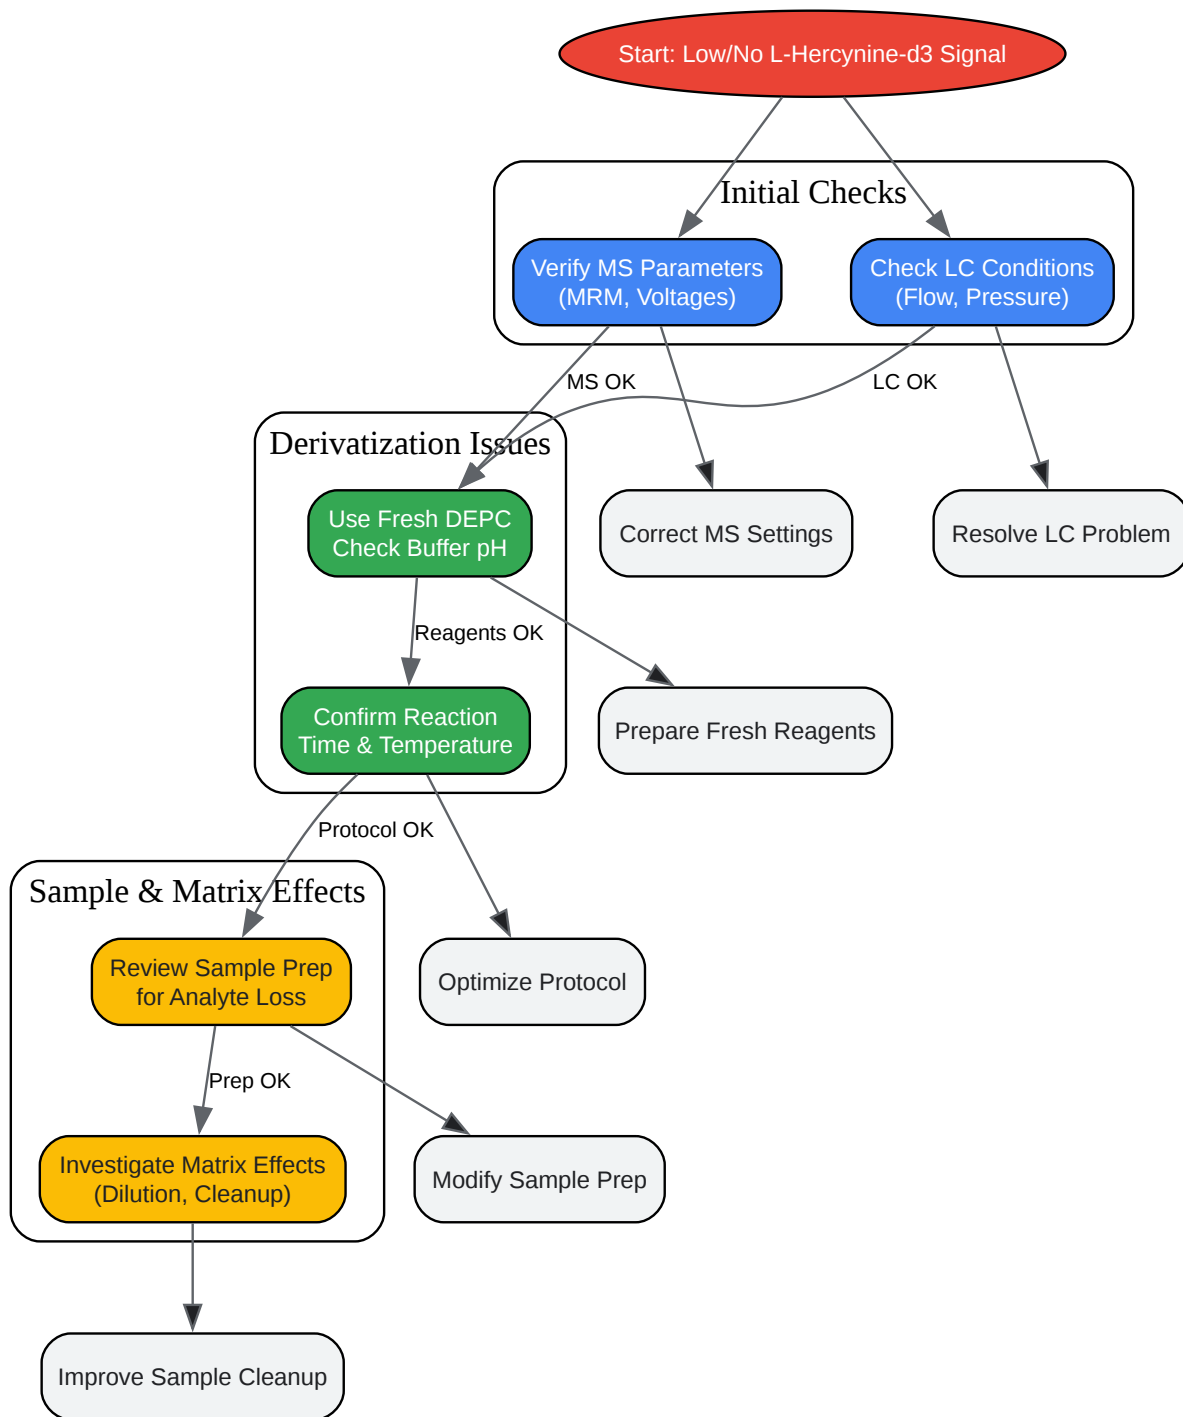 Start: Low/No L-Hercynine-d3 Signal
Initial Checks
Verify MS Parameters
(MRM, Voltages)
Check LC Conditions
(Flow, Pressure)
MS OK
LC OK
Derivatization Issues
Use Fresh DEPC
Check Buffer pH
Correct MS Settings
Resolve LC Problem
Reagents OK
Confirm Reaction
Time & Temperature
Prepare Fresh Reagents
Protocol OK
Sample & Matrix Effects
Review Sample Prep
for Analyte Loss
Optimize Protocol
Prep OK
Investigate Matrix Effects
(Dilution, Cleanup)
Modify Sample Prep
Improve Sample Cleanup